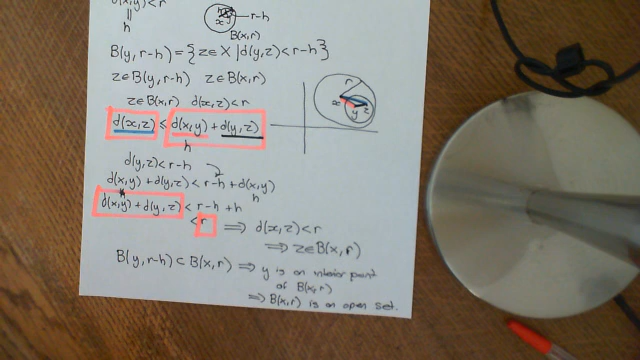 d(x,y)<r
||
h
h
x y
r-h
B(x,r)
B(y, r-h) = {z∈X | d(y,z)<r-h}
z∈B(y, r-h) z∈B(x,r)
z∈B(x,r) d(x,z)<r
r
x
y z
d(x,z) ≤ d(x,y) + d(y,z)
h
d(y,z)<r-h
d(x,y)+d(y,z) < r-h + d(x,y)
h
d(x,y) + d(y,z) < r-h + h
< r ⟹ d(x,z) < r
⟹ z∈B(x,r)
B(y, r-h) ⊂ B(x,r) ⟹ y is an interior point
of B(x,r)
⟹ B(x,r) is an open set.